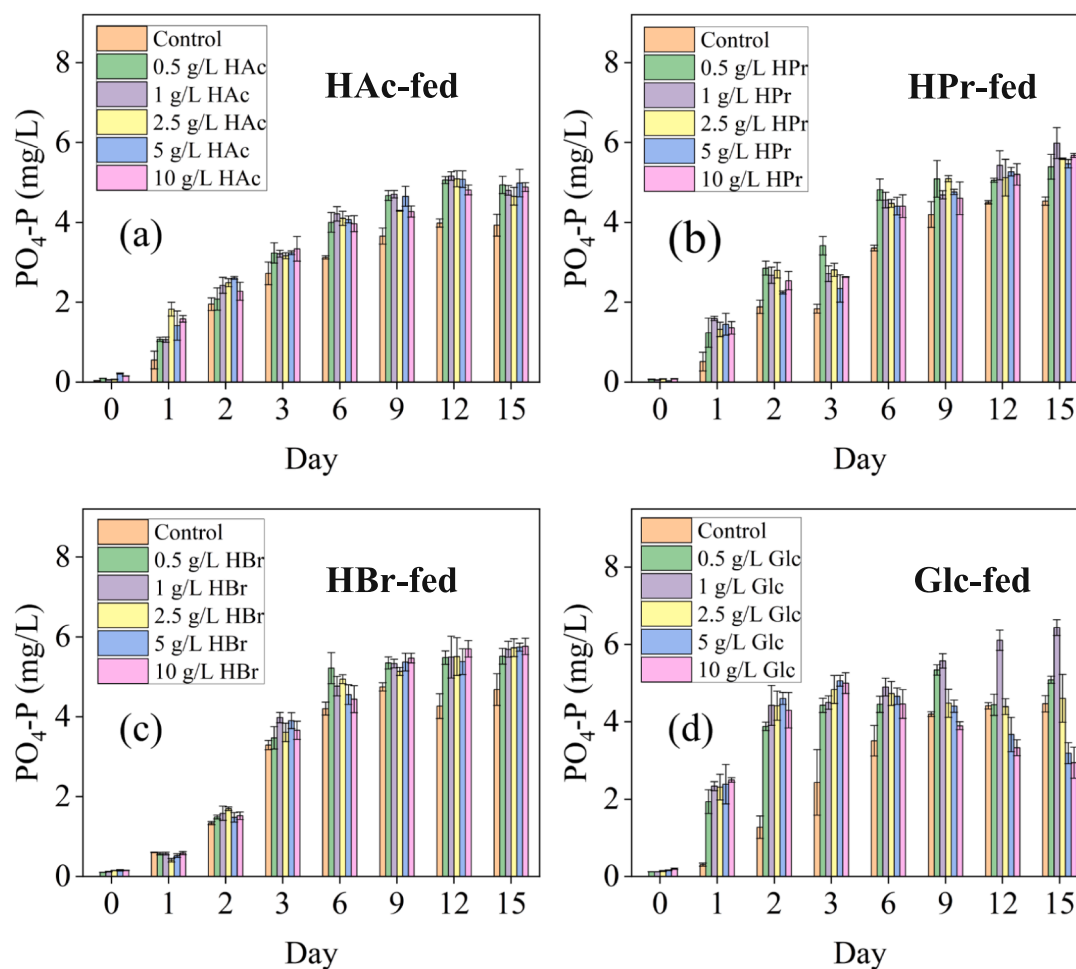 Control
0.5 g/L HAc
1 g/L HAc
2.5 g/L HAc
5 g/L HAc
10 g/L HAc
HAc-fed
(a)
PO4-P (mg/L)
8
6
4
2
0
0 1 2 3 6 9 12 15
Day
Control
0.5 g/L HPr
1 g/L HPr
2.5 g/L HPr
5 g/L HPr
10 g/L HPr
HPr-fed
(b)
PO4-P (mg/L)
8
6
4
2
0
0 1 2 3 6 9 12 15
Day
Control
0.5 g/L HBr
1 g/L HBr
2.5 g/L HBr
5 g/L HBr
10 g/L HBr
HBr-fed
(c)
PO4-P (mg/L)
8
6
4
2
0
0 1 2 3 6 9 12 15
Day
Control
0.5 g/L Glc
1 g/L Glc
2.5 g/L Glc
5 g/L Glc
10 g/L Glc
Glc-fed
(d)
PO4-P (mg/L)
8
6
4
2
0
0 1 2 3 6 9 12 15
Day